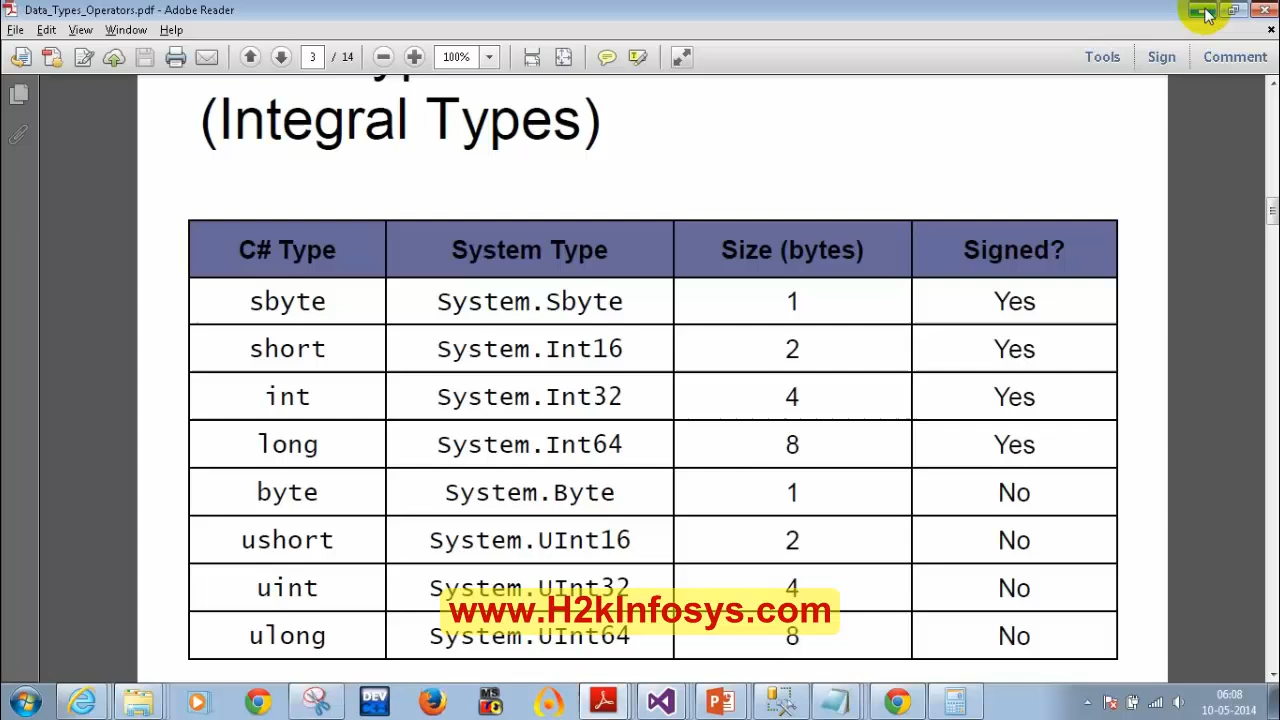 Data_Types_Operators.pdf - Adobe Reader
File Edit View Window Help
3 / 14 100% Tools Sign Comment
(Integral Types)
C# Type System Type Size (bytes) Signed?
sbyte System.Sbyte 1 Yes
short System.Int16 2 Yes
int System.Int32 4 Yes
long System.Int64 8 Yes
byte System.Byte 1 No
ushort System.UInt16 2 No
uint System.UInt32 4 No
www.H2kInfosys.com
ulong System.UInt64 8 No
DEV MS
06:08
10-05-2014